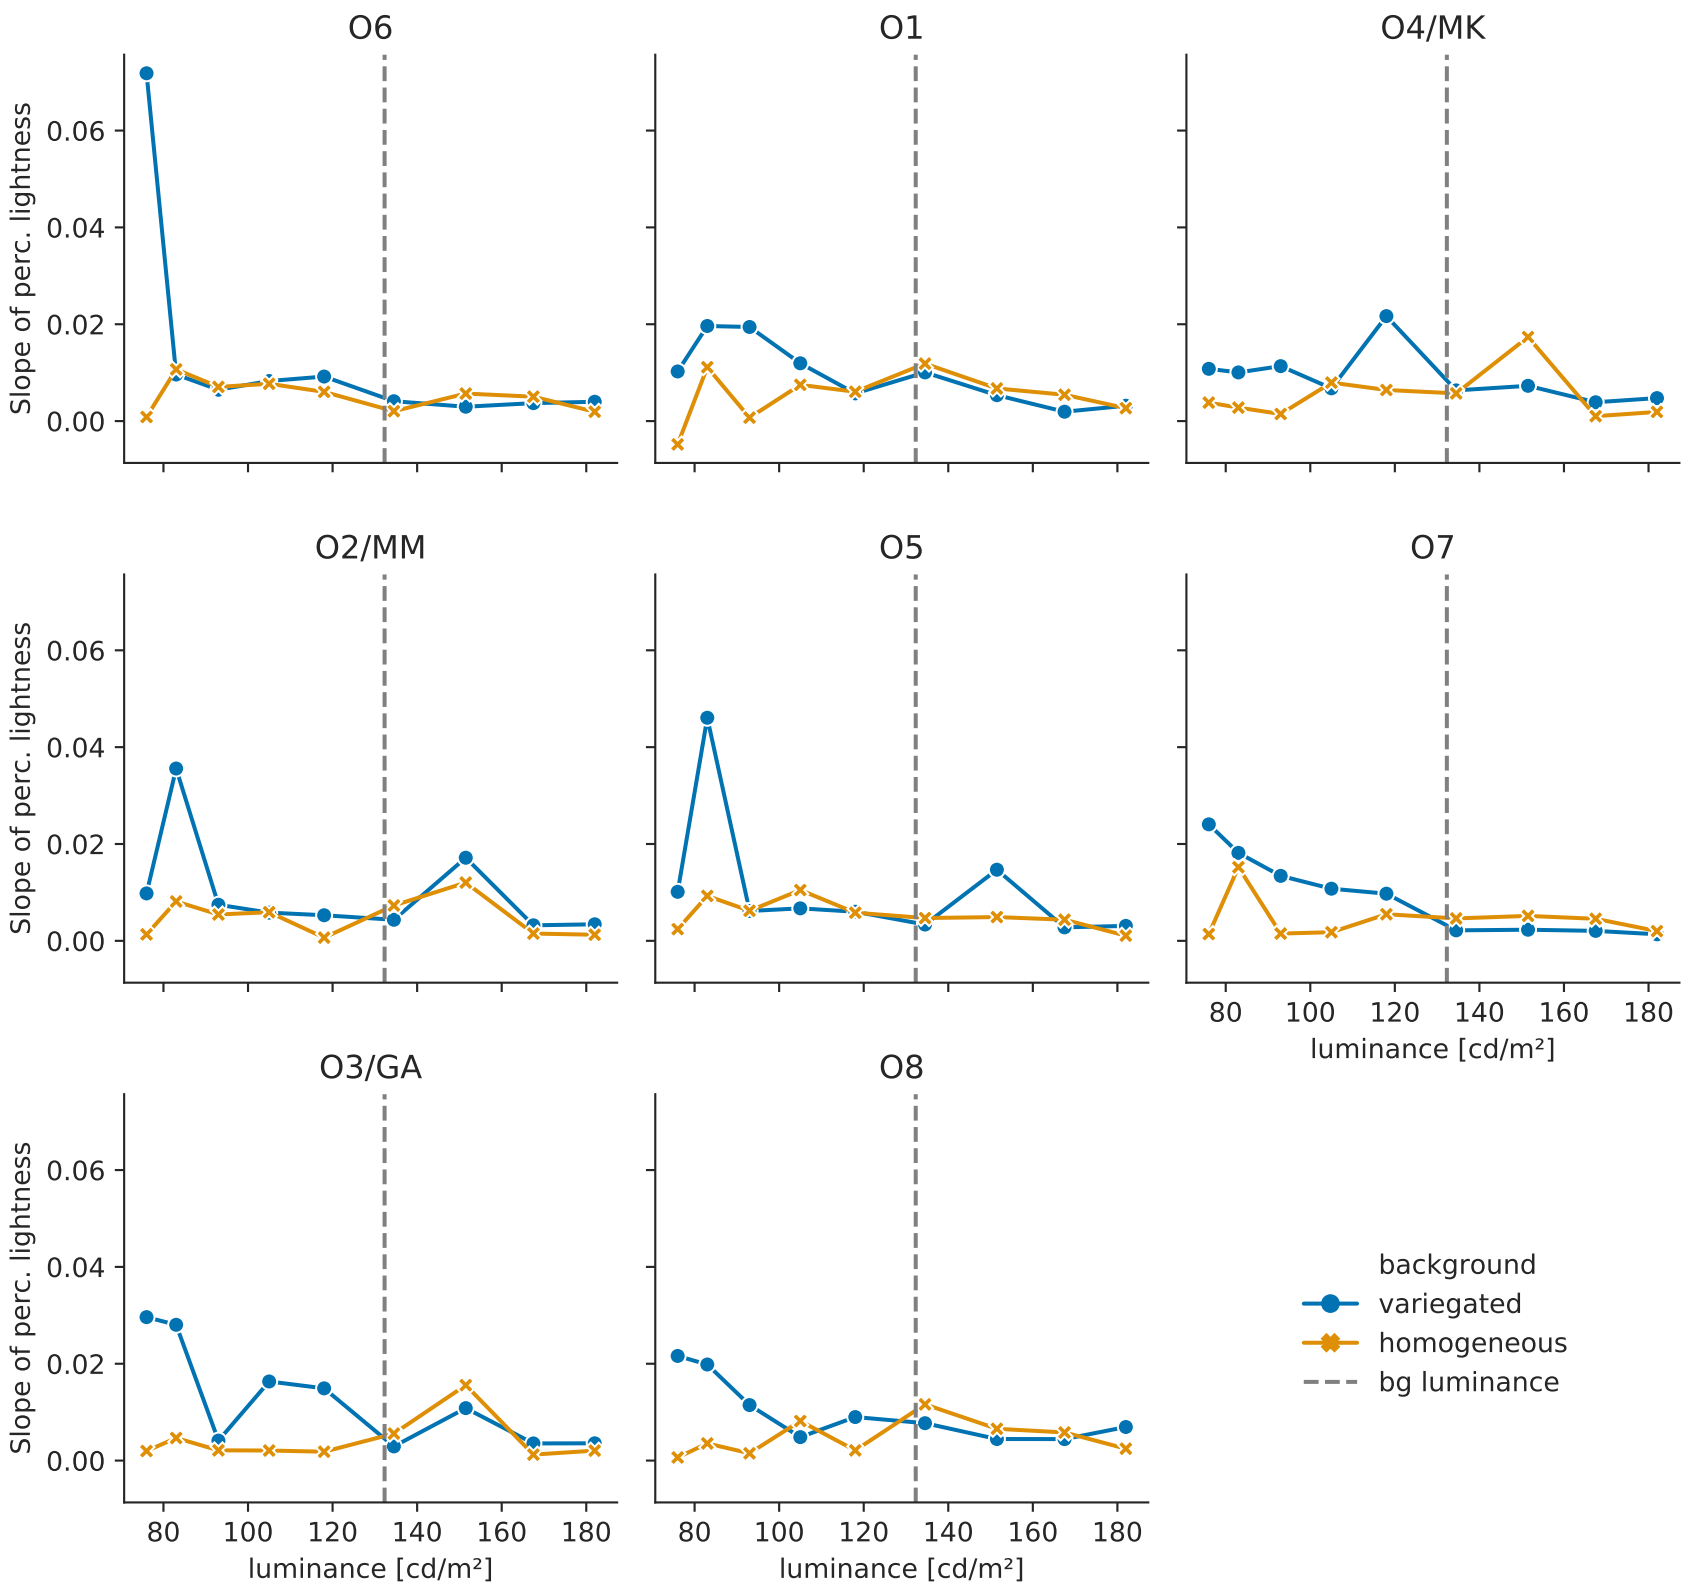 O6
O1
O4/MK
Slope of perc. lightness
0.06
0.04
0.02
0.00
O2/MM
O5
O7
Slope of perc. lightness
0.06
0.04
0.02
0.00
80 100 120 140 160 180
luminance [cd/m²]
O3/GA
O8
Slope of perc. lightness
0.06
0.04
0.02
0.00
80 100 120 140 160 180
luminance [cd/m²]
80 100 120 140 160 180
luminance [cd/m²]
background
variegated
homogeneous
bg luminance